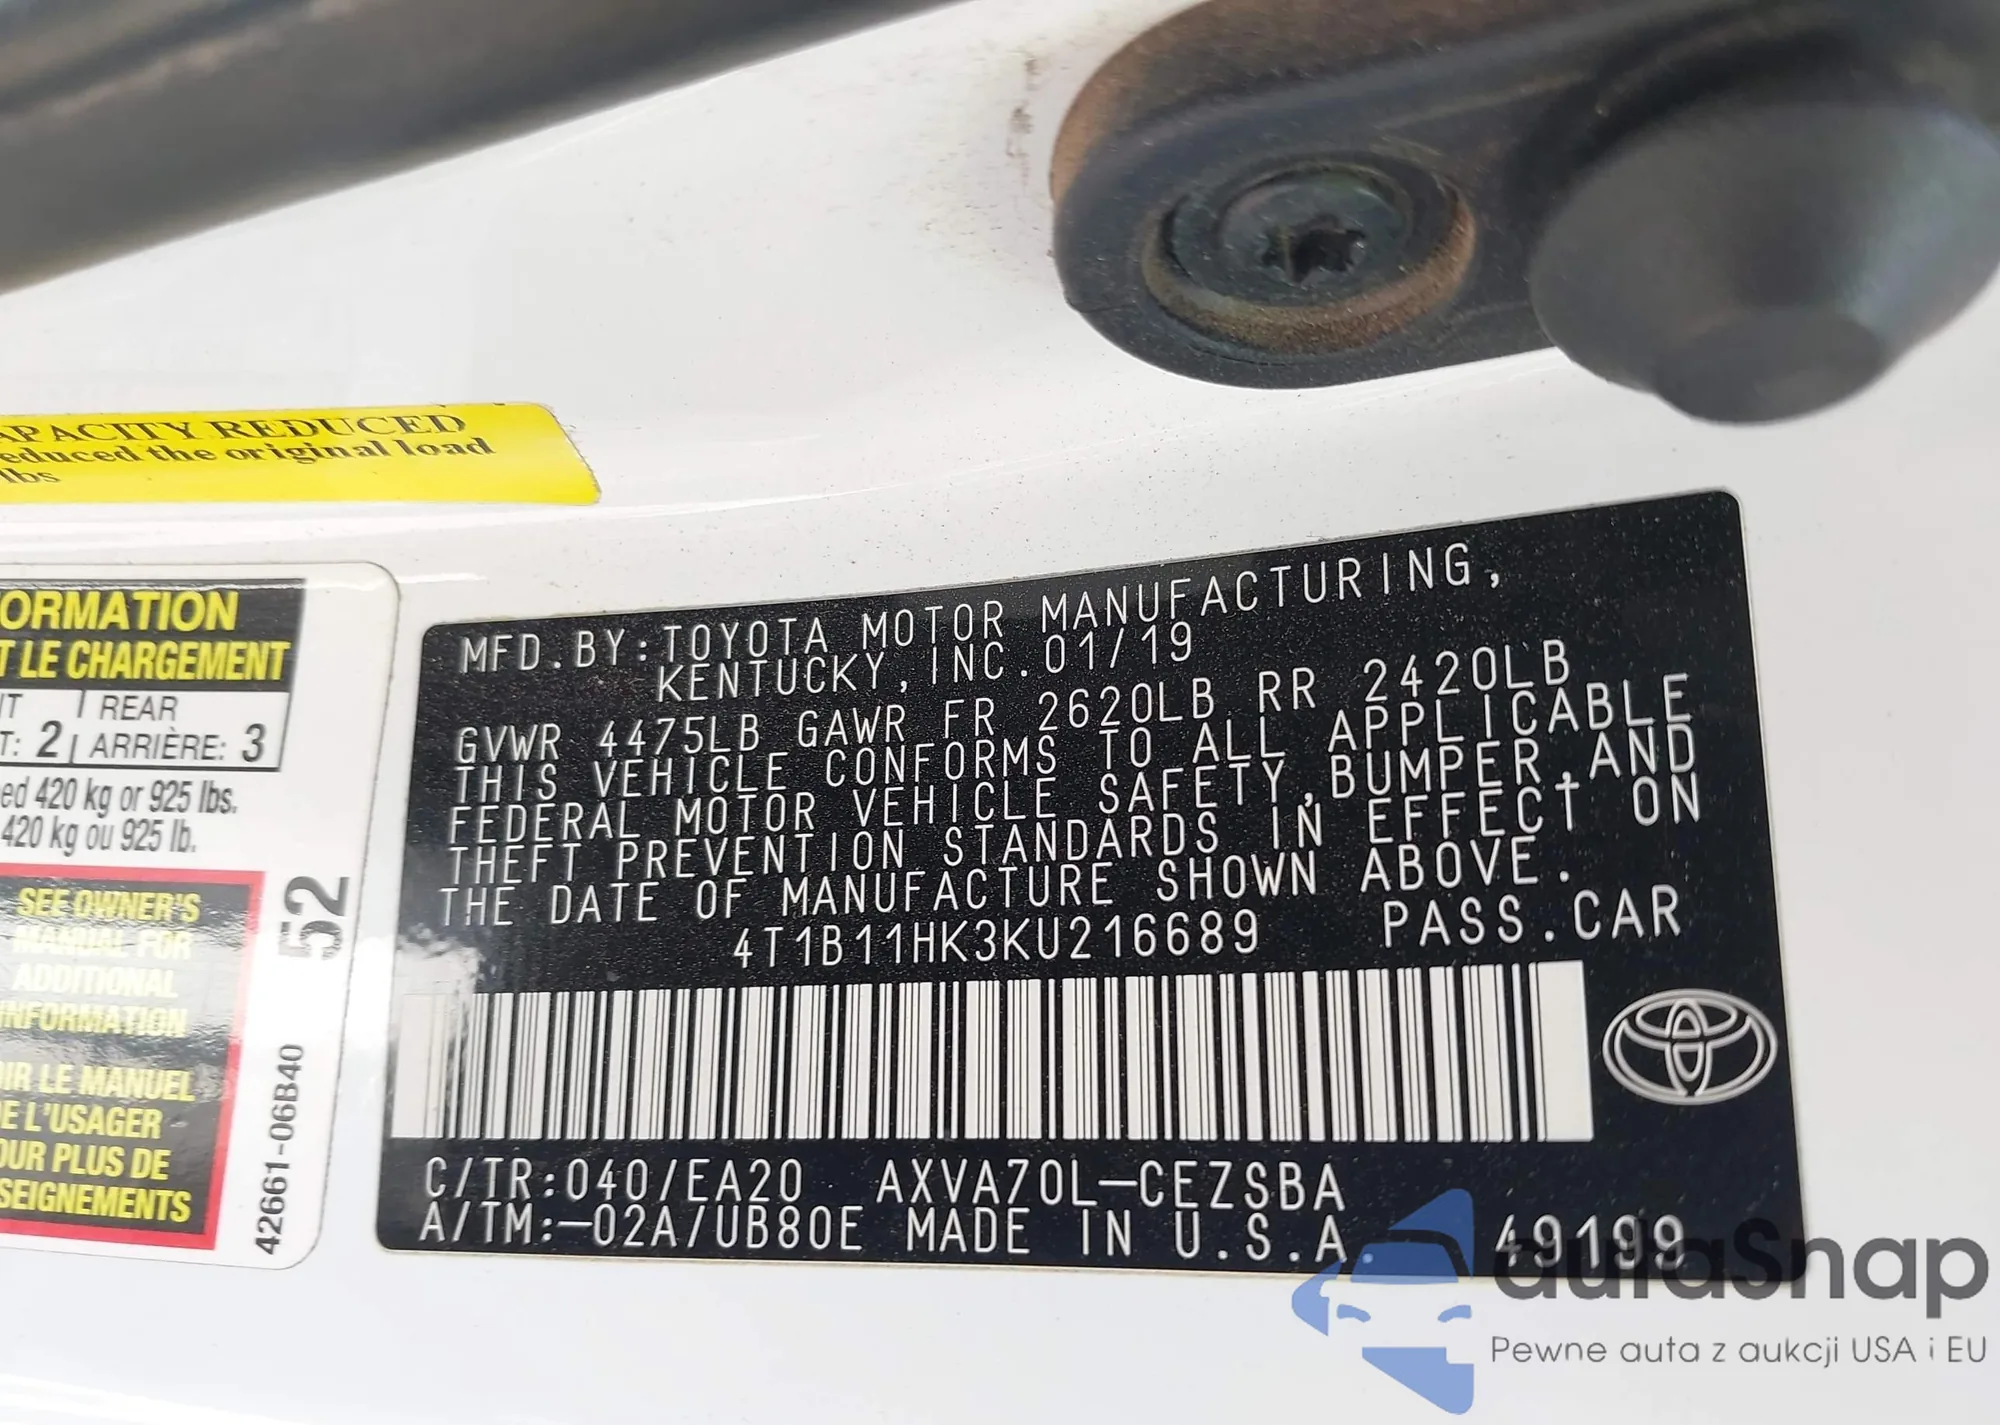 APACITY REDUCED
educed the original load
lbs
ORMATION
T LE CHARGEMENT
REAR
T: 2 ARRIÈRE: 3
ed 420 kg or 925 lbs.
420 kg ou 925 lb.
SEE OWNER'S
MANUAL FOR
ADDITIONAL
INFORMATION
OIR LE MANUEL
DE L'USAGER
OUR PLUS DE
SEIGNEMENTS
52
42661-06B40
MFD.BY:TOYOTA MOTOR MANUFACTURING,
KENTUCKY, INC.01/19
GVWR 4475LB GAWR FR 2620LB RR 2420LB
THIS VEHICLE CONFORMS TO ALL APPLICABLE
FEDERAL MOTOR VEHICLE SAFETY,BUMPER,AND
THEFT PREVENTION STANDARDS IN EFFECT ON
THE DATE OF MANUFACTURE SHOWN ABOVE.
4T1B11HK3KU216689 PASS.CAR
C/TR:040/EA20 AXVA70L-CEZSBA
A/TM:-02A/UB80E MADE IN U.S.A 49199
autaSnap
Pewne auta z aukcji USA i EU